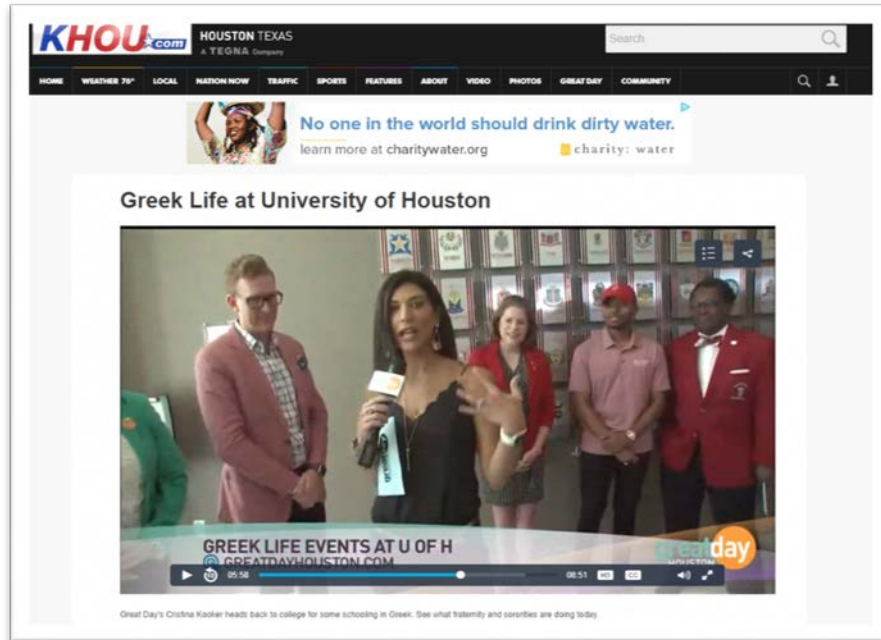 KHOU.com
HOUSTON TEXAS
A TEGNA Company
Search
HOME WEATHER 76° LOCAL NATION NOW TRAFFIC SPORTS FEATURES ABOUT VIDEO PHOTOS GREAT DAY COMMUNITY
No one in the world should drink dirty water.
learn more at charitywater.org
charity: water
Greek Life at University of Houston
GREEK LIFE EVENTS AT U OF H
@ GREATDAYHOUSTON.COM
greatday
HOUSTON
10 05:58 08:51 HD CC
Great Day's Cristina Kooker heads back to college for some schooling in Greek. See what fraternity and sororities are doing today.